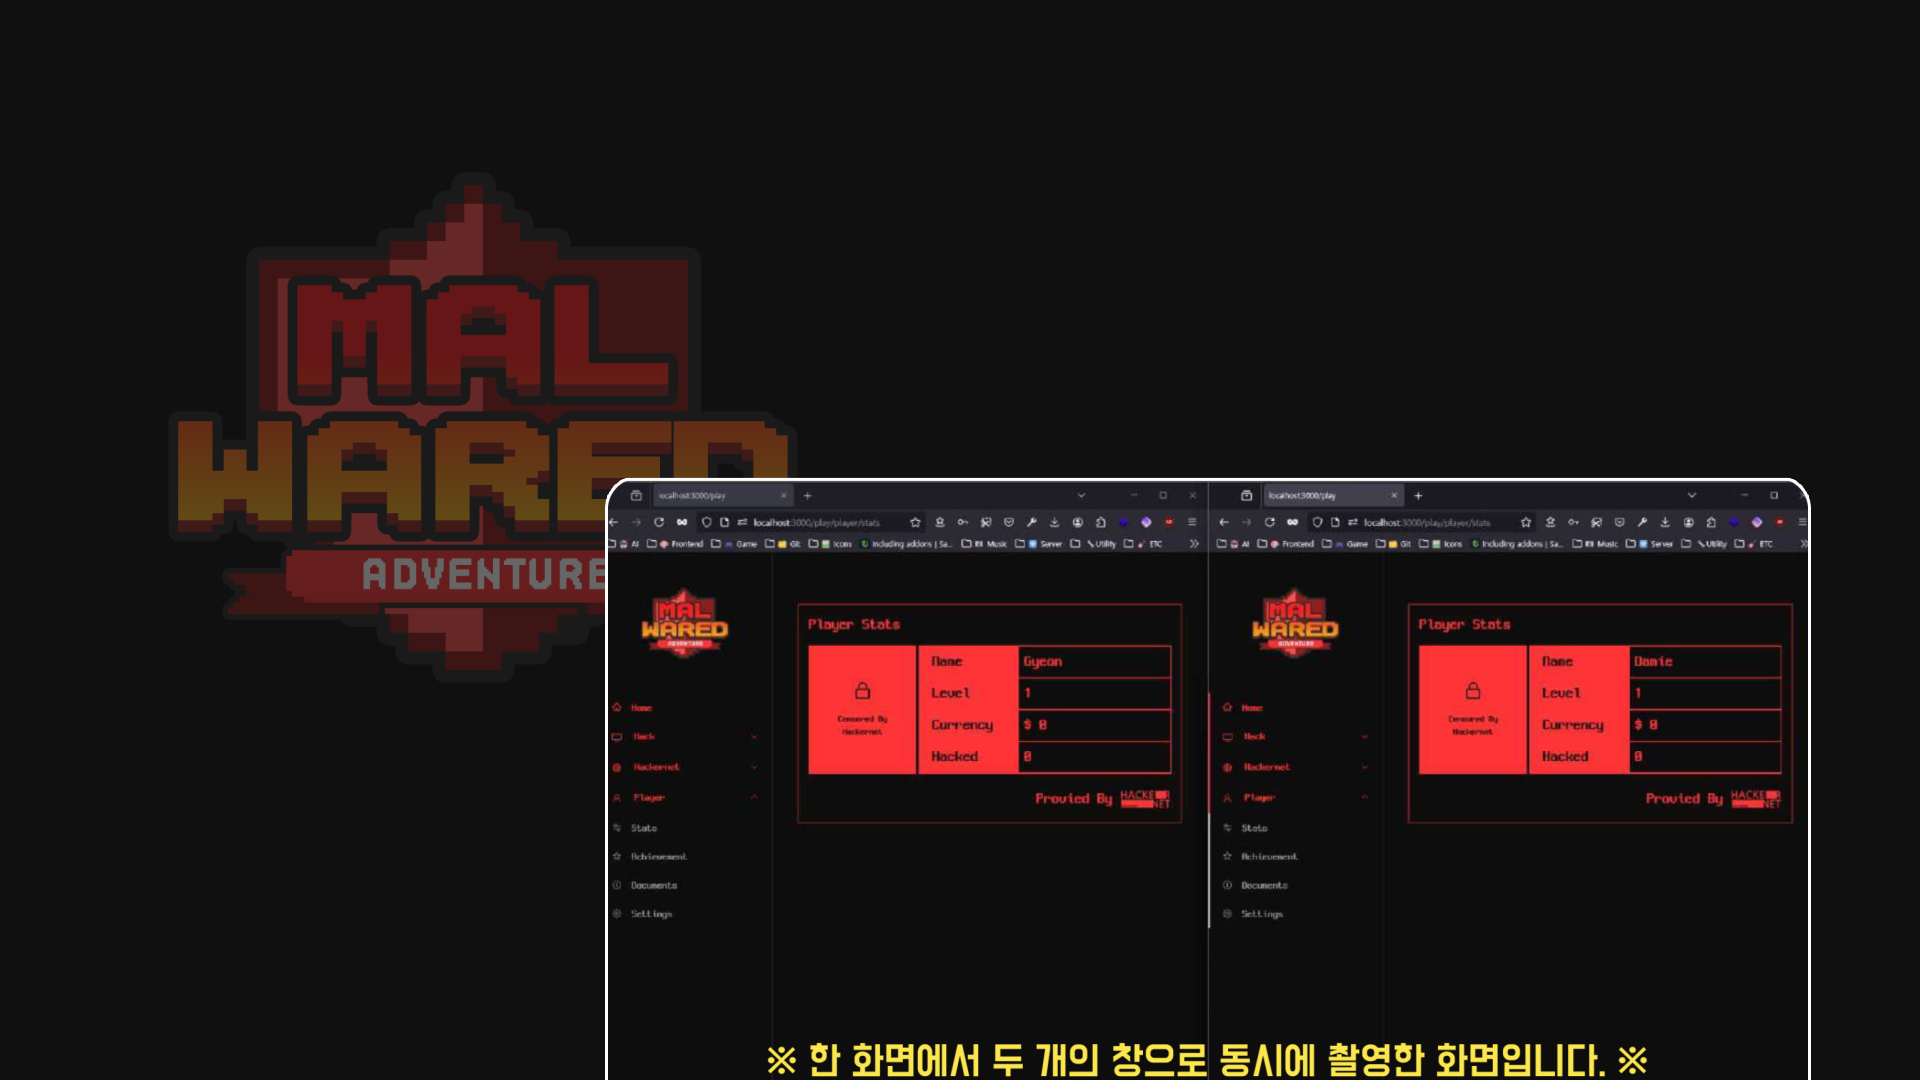 MAL
WARED
ADVENTURE
localhost:3000/play
localhost:3000/play/player/stats
AI Frontend Game Git Icons Including addons | Sa... Music Server Utility ETC
MAL
WARED
ADVENTURE
Home
Hack
Hackernet
Player
Stats
Achievement
Documents
Settings
Player Stats
Censored By
Hackernet
Name Gyeon
Level 1
Currency $ 0
Hacked 0
Provied By HACKER NET
localhost:3000/play
localhost:3000/play/player/stats
AI Frontend Game Git Icons Including addons | Sa... Music Server Utility ETC
MAL
WARED
ADVENTURE
Home
Hack
Hackernet
Player
Stats
Achievement
Documents
Settings
Player Stats
Censored By
Hackernet
Name Damie
Level 1
Currency $ 0
Hacked 0
Provied By HACKER NET
※ 한 화면에서 두 개의 창으로 동시에 촬영한 화면입니다. ※